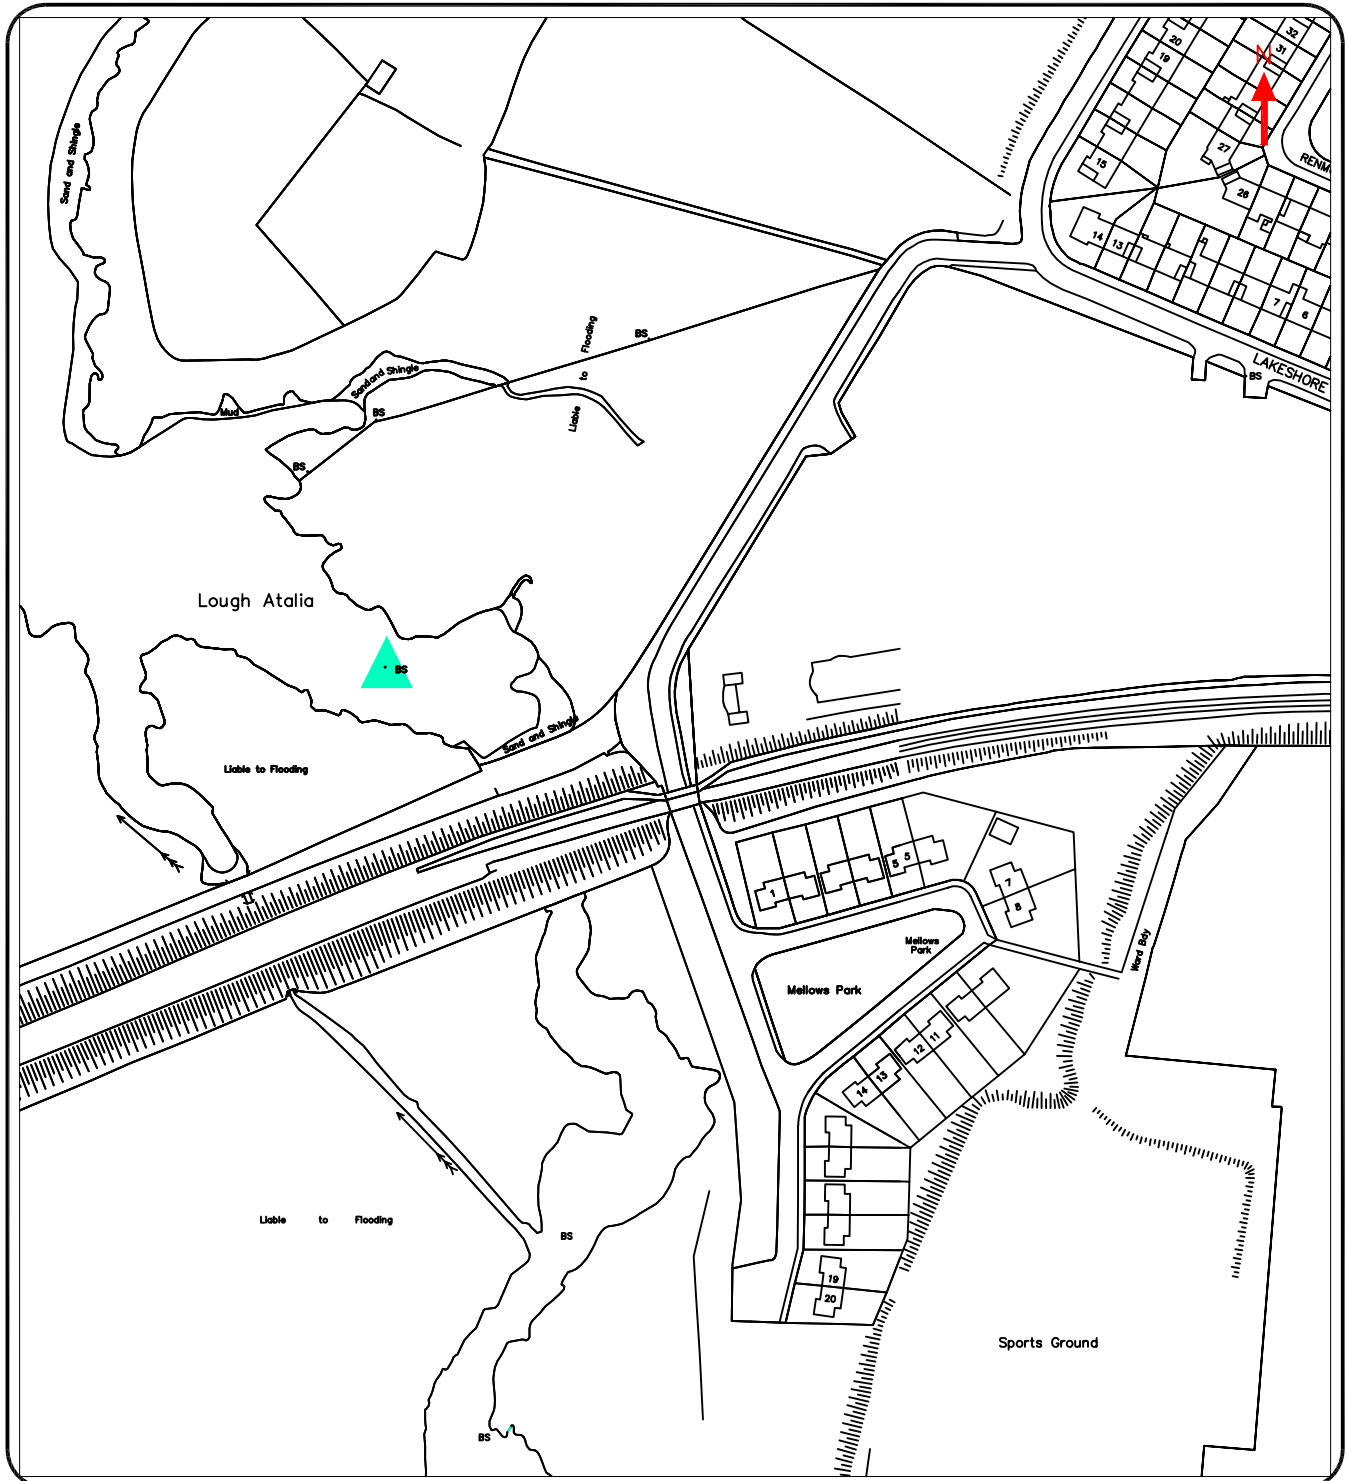 32
31
20
19
N
15
27
26
RENM
14
13
7
6
LAKESHORE
BS
Sand and Shingle
Flooding
to
Liable
BS
Sand and Shingle
Mud
BS
BS
Lough Atalia
BS
Sand and Shingle
Liable to Flooding
1
5
5
7
8
Mellows
Park
Mellows Park
Ward Bdy
14
13
12
11
19
20
Liable to Flooding
BS
Sports Ground
BS